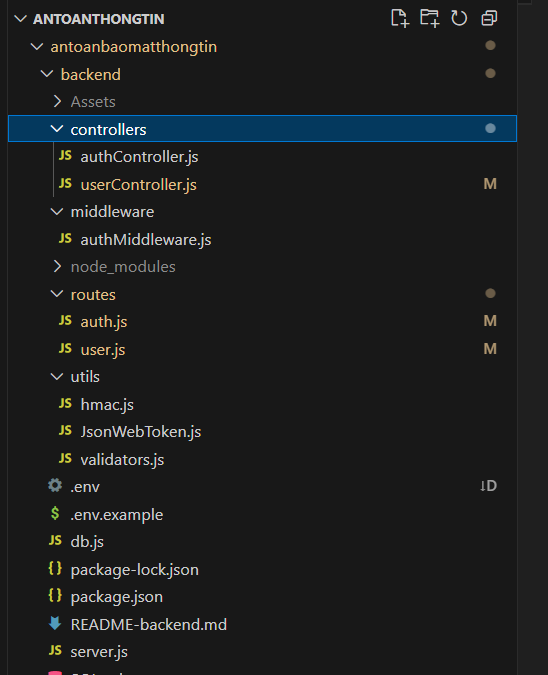 ANTOANTHONGTIN
antoanbaomatthongtin
backend
Assets
controllers
JS authController.js
JS userController.js M
middleware
JS authMiddleware.js
node_modules
routes
JS auth.js M
JS user.js M
utils
JS hmac.js
JS JsonWebToken.js
JS validators.js
.env ↓D
$ .env.example
JS db.js
{} package-lock.json
{} package.json
README-backend.md
JS server.js